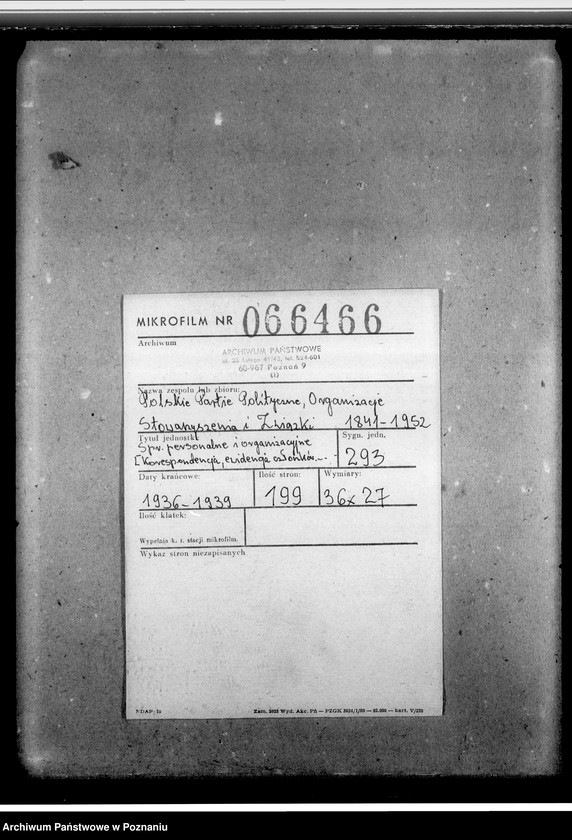 MIKROFILM NR 066466
Archiwum
ARCHIWUM PAŃSTWOWE
60-967 Poznań 9
(1)
Nazwa zespołu lub zbioru:
Polskie Partie Polityczne, Organizacje
Stowarzyszenia i Związki 1841-1952
Tytuł jednostki
Sygn. jedn.
Spr. personalne i organizacyjne
[Korespondencja, ewidencja członków...
293
Daty krańcowe:
Ilość stron:
Wymiary:
1936-1939
199
36x27
Ilość klatek:
Wypełnia k. r. stacji mikrofilm.
Wykaz stron niezapisanych
Archiwum Państwowe w Poznaniu